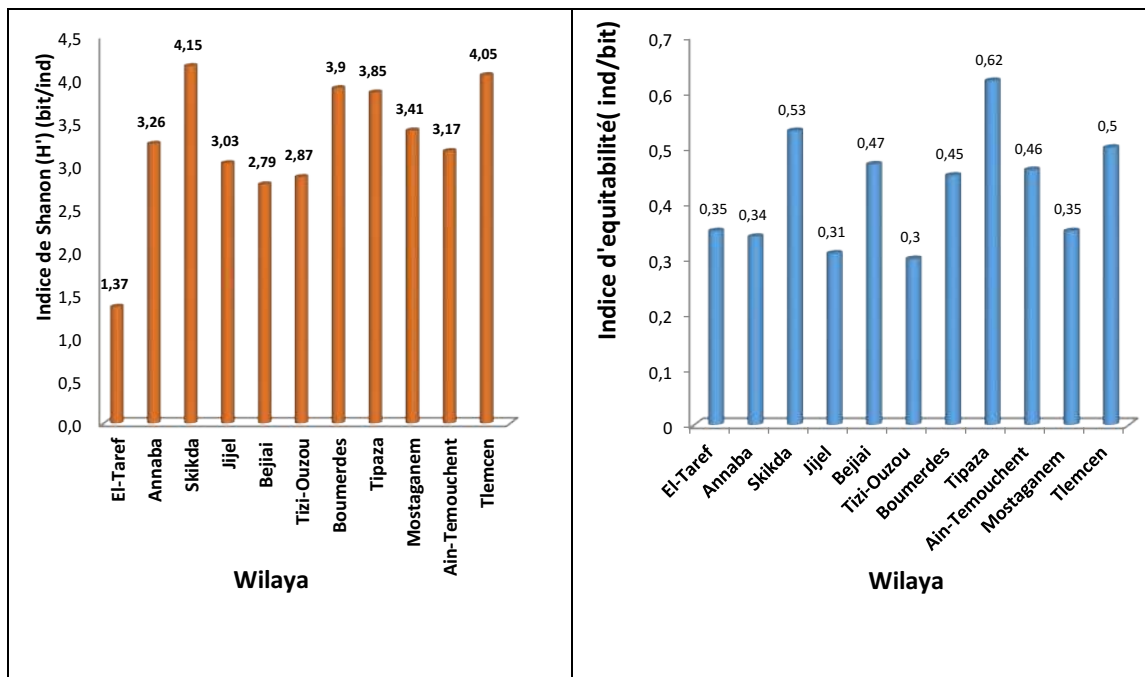 Indice de Shanon (H') (bit/ind)
4,5
4,0
3,5
3,0
2,5
2,0
1,5
1,0
0,5
0,0
1,37
3,26
4,15
3,03
2,79
2,87
3,9
3,85
3,41
3,17
4,05
El-Taref
Annaba
Skikda
Jijel
Bejiai
Tizi-Ouzou
Boumerdes
Tipaza
Mostaganem
Ain-Temouchent
Tlemcen
Wilaya
Indice d'equitabilité( ind/bit)
0,7
0,6
0,5
0,4
0,3
0,2
0,1
0
0,35
0,34
0,53
0,31
0,47
0,3
0,45
0,62
0,46
0,35
0,5
El-Taref
Annaba
Skikda
Jijel
Bejiai
Tizi-Ouzou
Boumerdes
Tipaza
Ain-Temouchent
Mostaganem
Tlemcen
Wilaya